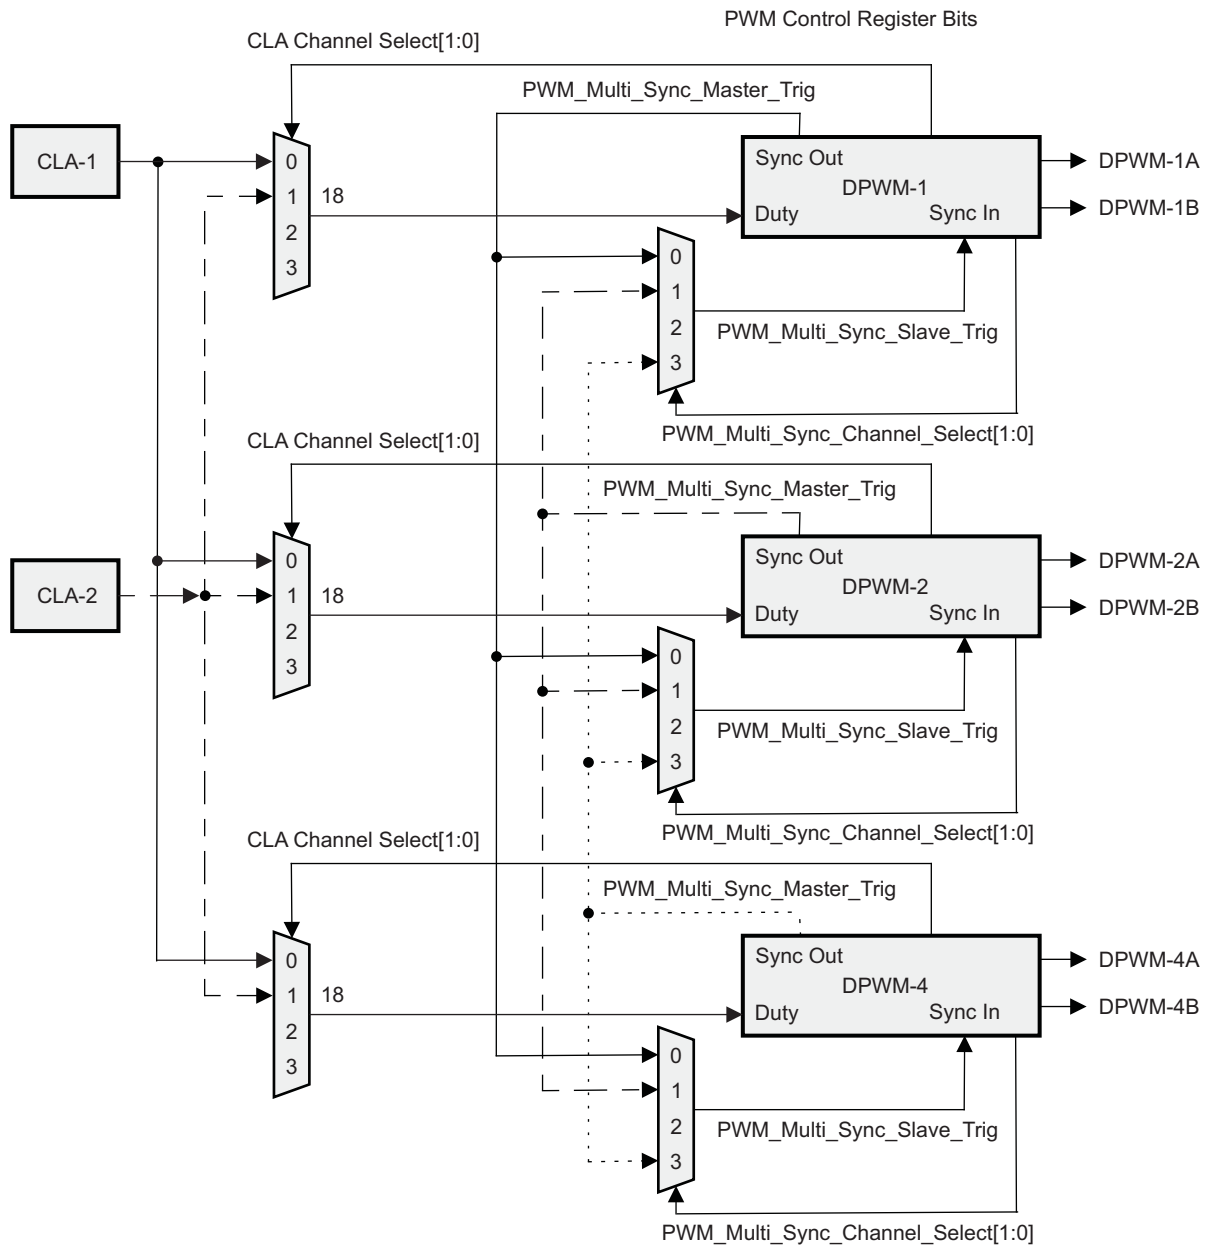 PWM Control Register Bits
CLA Channel Select[1:0]
PWM_Multi_Sync_Master_Trig
CLA-1
0
1
2
3
18
Sync Out
DPWM-1
Duty
Sync In
DPWM-1A
DPWM-1B
0
1
2
3
PWM_Multi_Sync_Slave_Trig
PWM_Multi_Sync_Channel_Select[1:0]
CLA Channel Select[1:0]
PWM_Multi_Sync_Master_Trig
CLA-2
0
1
2
3
18
Sync Out
DPWM-2
Duty
Sync In
DPWM-2A
DPWM-2B
0
1
2
3
PWM_Multi_Sync_Slave_Trig
PWM_Multi_Sync_Channel_Select[1:0]
CLA Channel Select[1:0]
PWM_Multi_Sync_Master_Trig
0
1
2
3
18
Sync Out
DPWM-4
Duty
Sync In
DPWM-4A
DPWM-4B
0
1
2
3
PWM_Multi_Sync_Slave_Trig
PWM_Multi_Sync_Channel_Select[1:0]